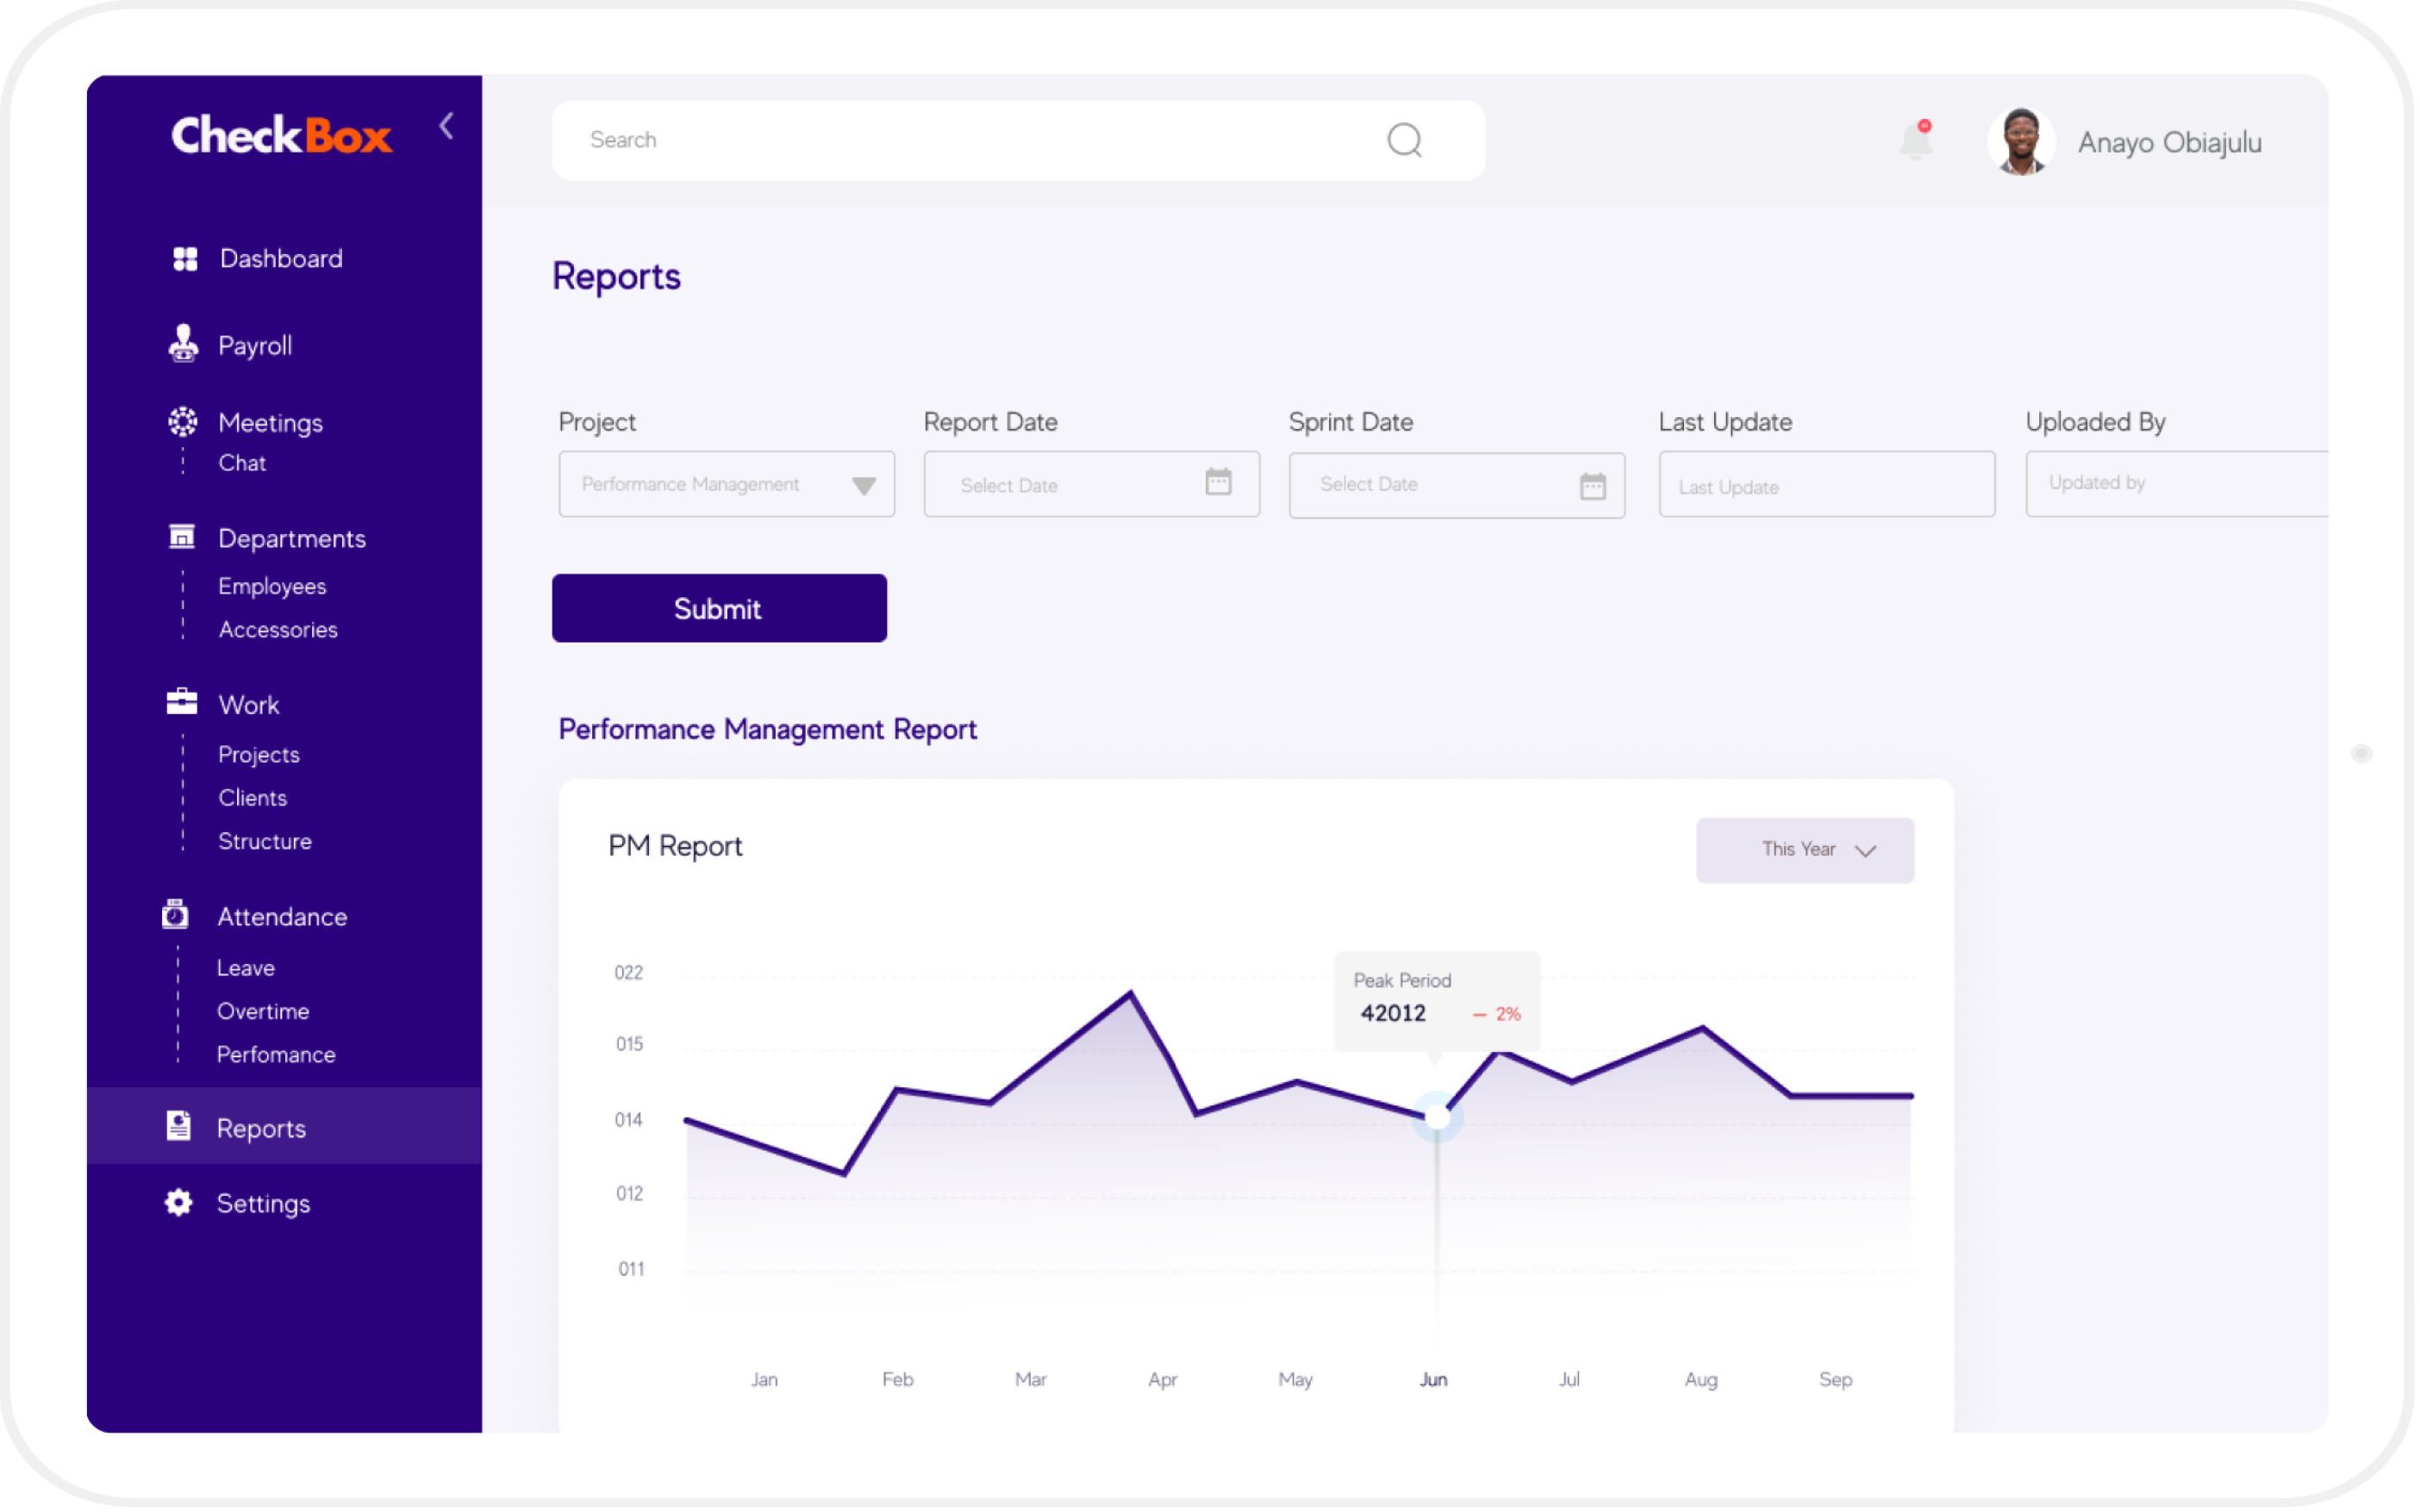 CheckBox
Search
Anayo Obiajulu
Dashboard
Payroll
Meetings
Chat
Departments
Employees
Accessories
Work
Projects
Clients
Structure
Attendance
Leave
Overtime
Perfomance
Reports
Settings
Reports
Project
Report Date
Sprint Date
Last Update
Uploaded By
Performance Management
Select Date
Select Date
Last Update
Updated by
Submit
Performance Management Report
PM Report
This Year
Peak Period
42012 – 2%
022
015
014
012
011
Jan Feb Mar Apr May Jun Jul Aug Sep